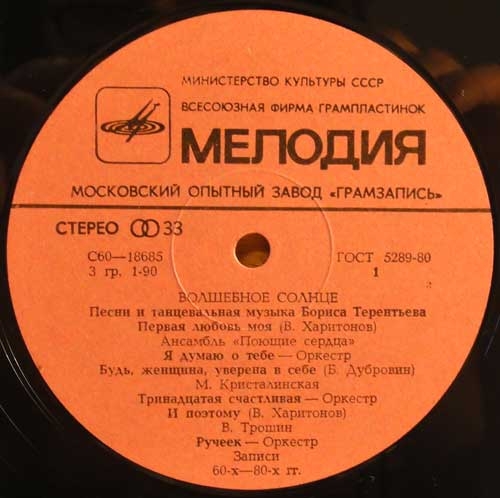 МИНИСТЕРСТВО КУЛЬТУРЫ СССР
ВСЕСОЮЗНАЯ ФИРМА ГРАМПЛАСТИНОК
МЕЛОДИЯ
МОСКОВСКИЙ ОПЫТНЫЙ ЗАВОД «ГРАМЗАПИСЬ»
СТЕРЕО 33
С60—18685 ГОСТ 5289-80
3 гр. 1-90 1
ВОЛШЕБНОЕ СОЛНЦЕ
Песни и танцевальная музыка Бориса Терентьева
Первая любовь моя (В. Харитонов)
Ансамбль «Поющие сердца»
Я думаю о тебе — Оркестр
Будь, женщина, уверена в себе (Б. Дубровин)
М. Кристалинская
Тринадцатая счастливая — Оркестр
И поэтому (В. Харитонов)
В. Трошин
Ручеек — Оркестр
Записи
60-х—80-х гг.